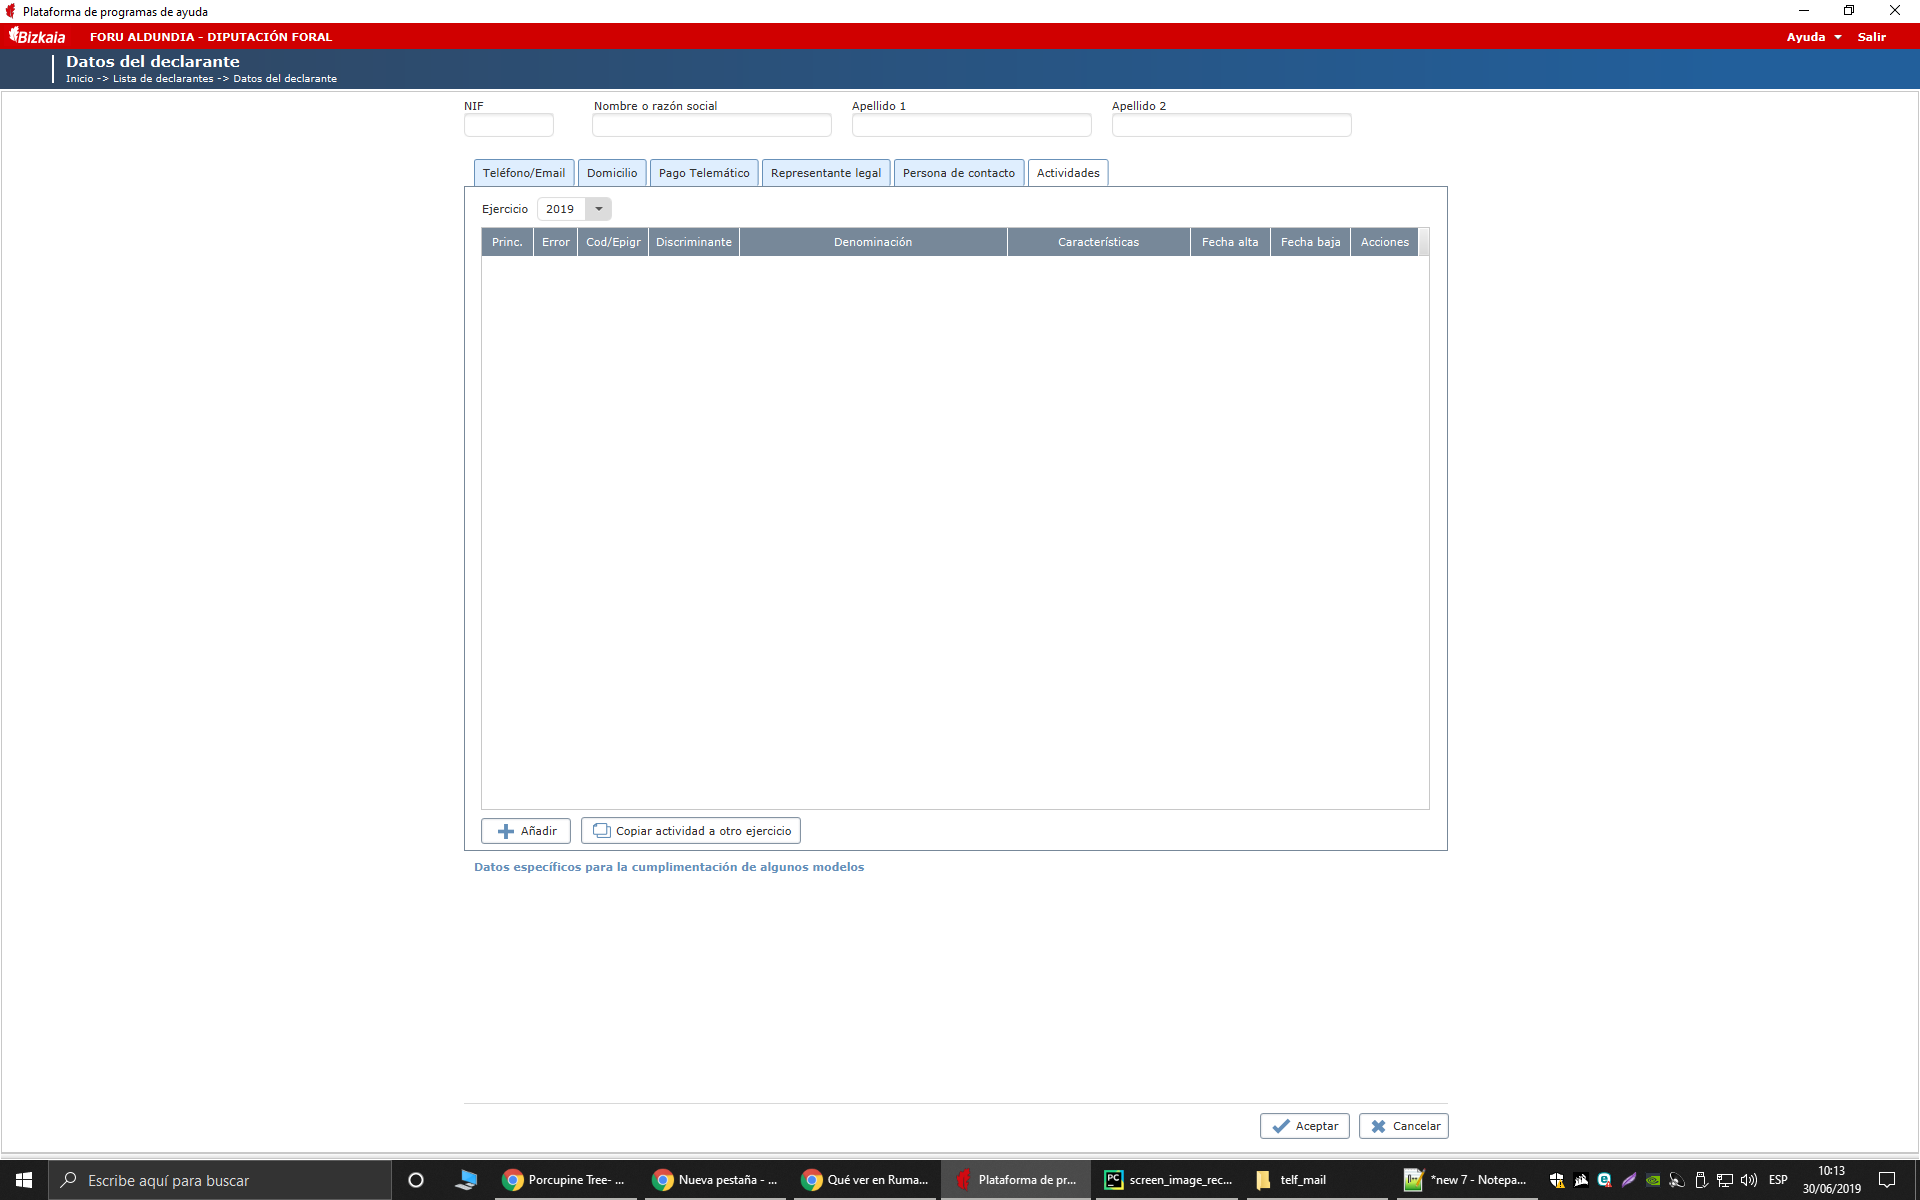 Plataforma de programas de ayuda
Bizkaia FORU ALDUNDIA - DIPUTACIÓN FORAL Ayuda Salir
Datos del declarante
Inicio -> Lista de declarantes -> Datos del declarante
NIF Nombre o razón social Apellido 1 Apellido 2
Teléfono/Email Domicilio Pago Telemático Representante legal Persona de contacto Actividades
Ejercicio 2019
Princ. Error Cod/Epigr Discriminante Denominación Características Fecha alta Fecha baja Acciones
Añadir Copiar actividad a otro ejercicio
Datos específicos para la cumplimentación de algunos modelos
Aceptar Cancelar
Escribe aquí para buscar Porcupine Tree- ... Nueva pestaña - ... Qué ver en Ruma... Plataforma de pr... PC screen_image_rec... telf_mail *new 7 - Notepa... ESP 10:13
30/06/2019